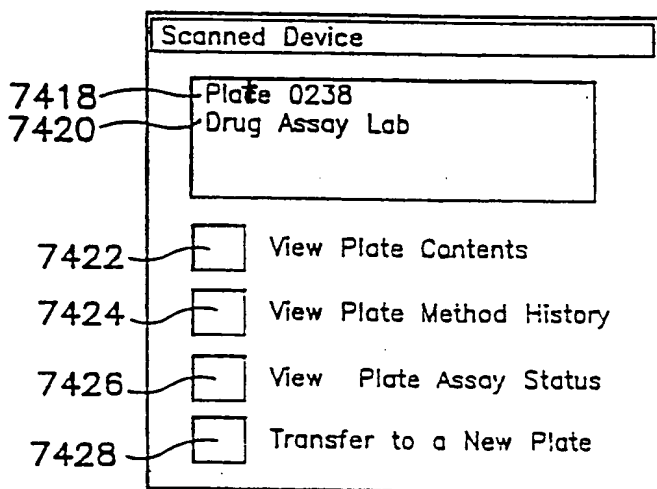 Scanned Device
7418 Plate 0238
7420 Drug Assay Lab
7422 View Plate Contents
7424 View Plate Method History
7426 View Plate Assay Status
7428 Transfer to a New Plate